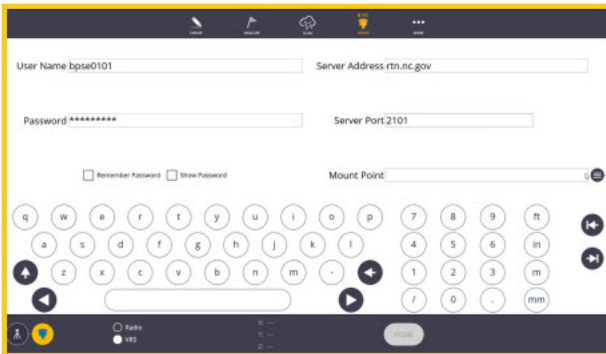 User Name bpse0101 Server Address rtn.nc.gov
Password ********* Server Port 2101
Remember Password Show Password Mount Point
q w e r t y u i o p 7 8 9 ft
a s d f g h j k l 4 5 6 in
z x c v b n m - 1 2 3 m
/ 0 . mm
Radio X: ---
VRS Y: ---
Z: ---